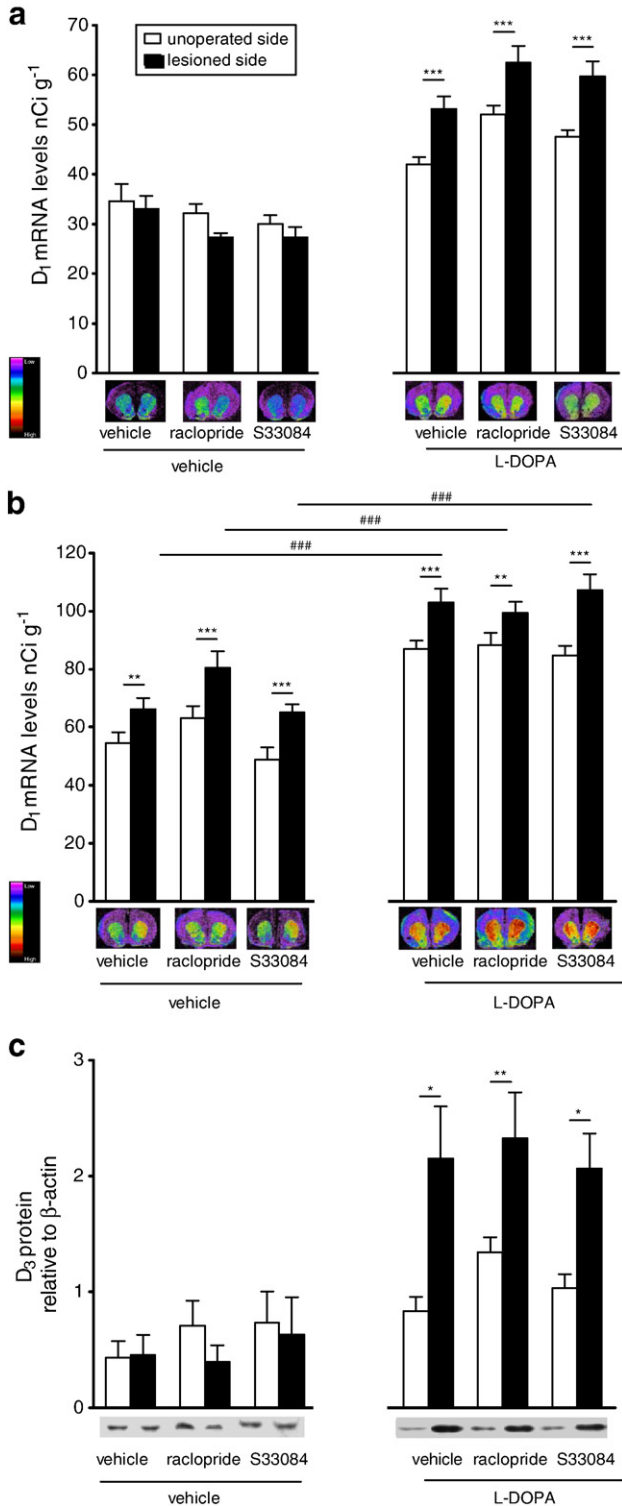 a
70
60
50
40
30
20
10
0
D₁ mRNA levels nCi g⁻¹
unoperated side
lesioned side
*** *** ***
Low
High
vehicle raclopride S33084 vehicle raclopride S33084
vehicle L-DOPA
b
###
###
###
120
100
80
60
40
20
0
D₁ mRNA levels nCi g⁻¹
** *** *** *** ** ***
Low
High
vehicle raclopride S33084 vehicle raclopride S33084
vehicle L-DOPA
c
3
2
1
0
D₃ protein
relative to β-actin
* ** *
vehicle raclopride S33084 vehicle raclopride S33084
vehicle L-DOPA